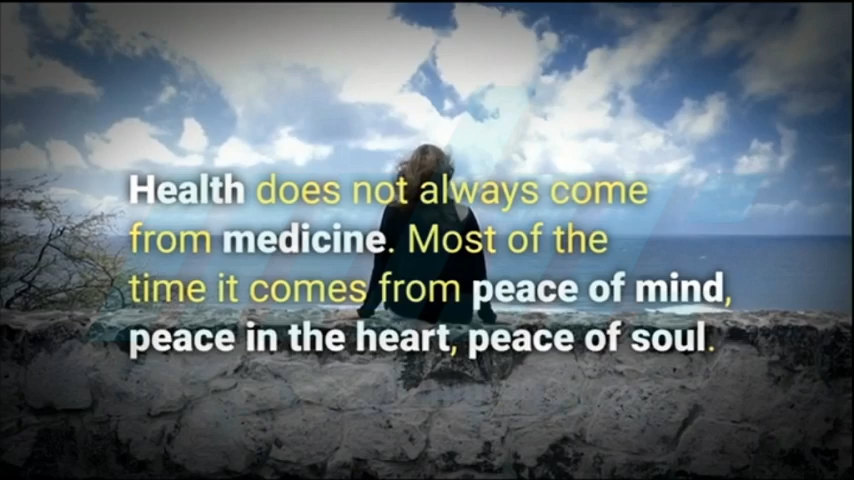 Health does not always come
from medicine. Most of the
time it comes from peace of mind,
peace in the heart, peace of soul.